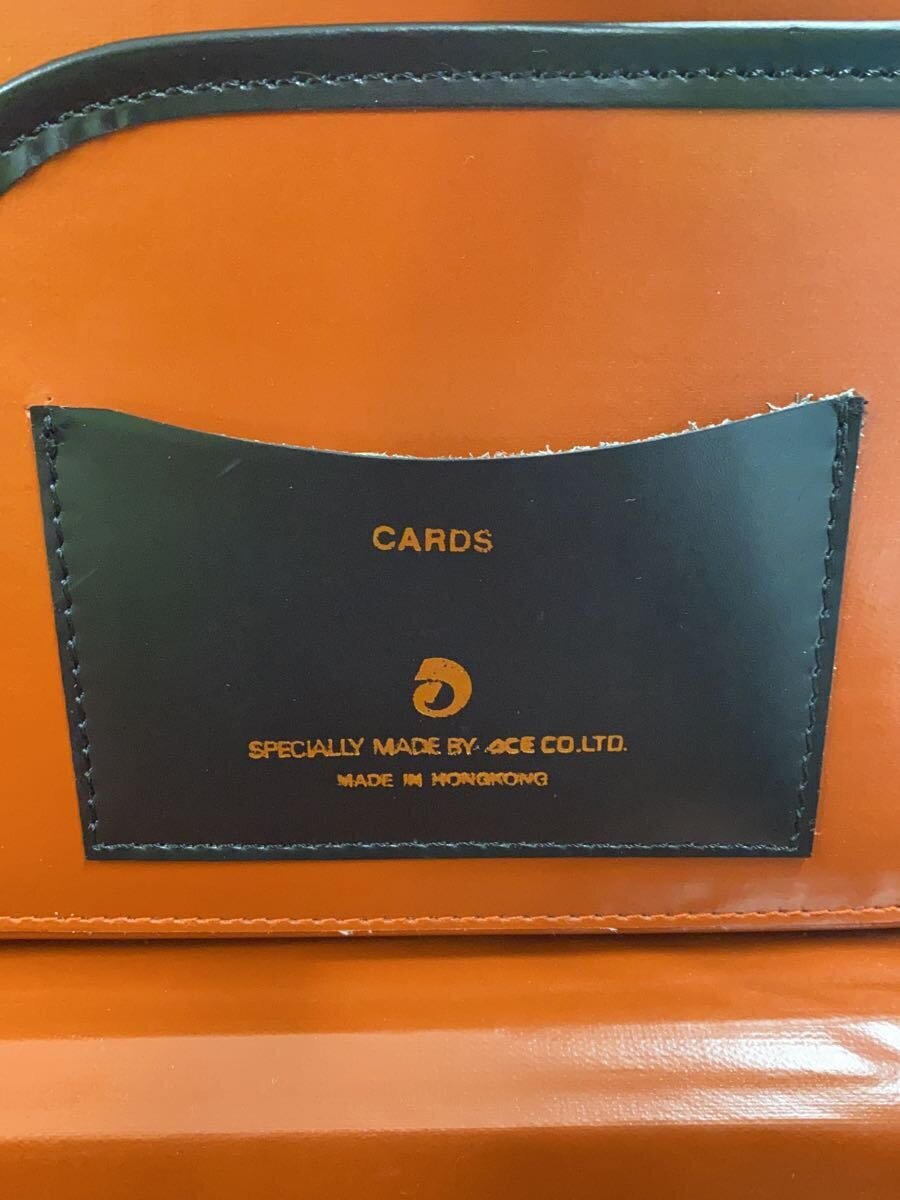 CARDS
SPECIALLY MADE BY ACE CO.LTD.
MADE IN HONGKONG